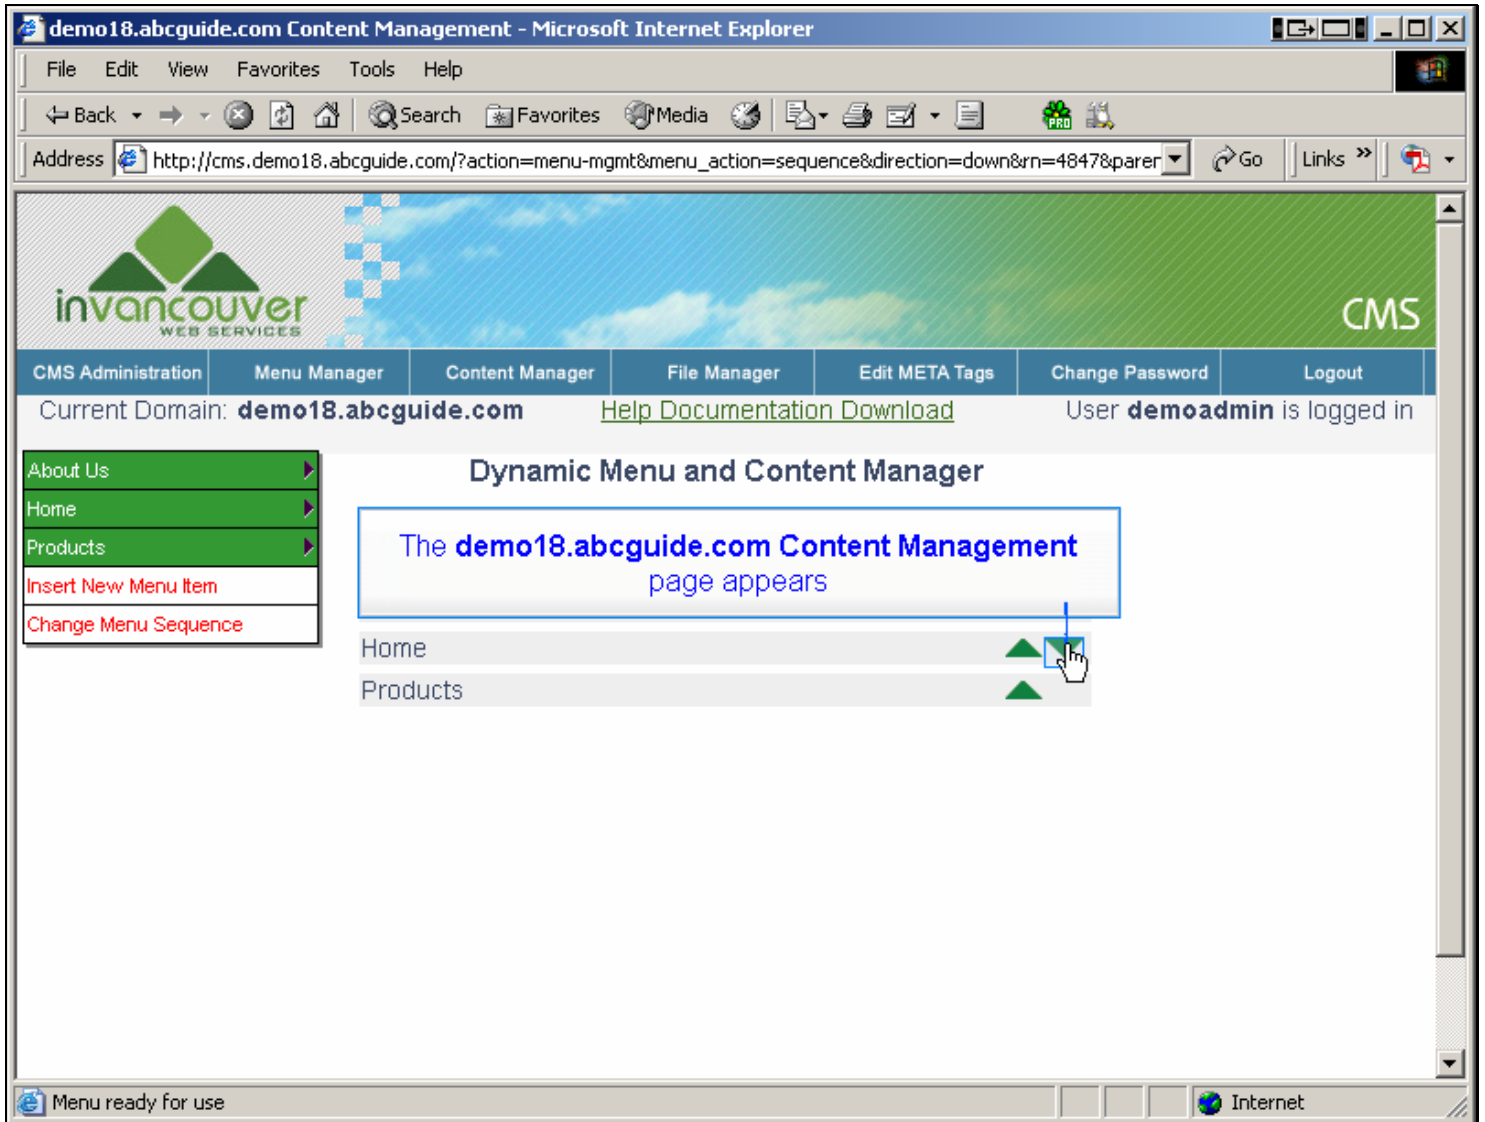 demo18.abcguide.com Content Management - Microsoft Internet Explorer
File Edit View Favorites Tools Help
Back Search Favorites Media PRO
Address http://cms.demo18.abcguide.com/?action=menu-mgmt&menu_action=sequence&direction=down&rn=4847&paren Go Links »
invancouver
WEB SERVICES
CMS
CMS Administration Menu Manager Content Manager File Manager Edit META Tags Change Password Logout
Current Domain: demo18.abcguide.com Help Documentation Download User demoadmin is logged in
About Us
Home
Products
Insert New Menu Item
Change Menu Sequence
Dynamic Menu and Content Manager
The demo18.abcguide.com Content Management
page appears
Home
Products
Menu ready for use Internet